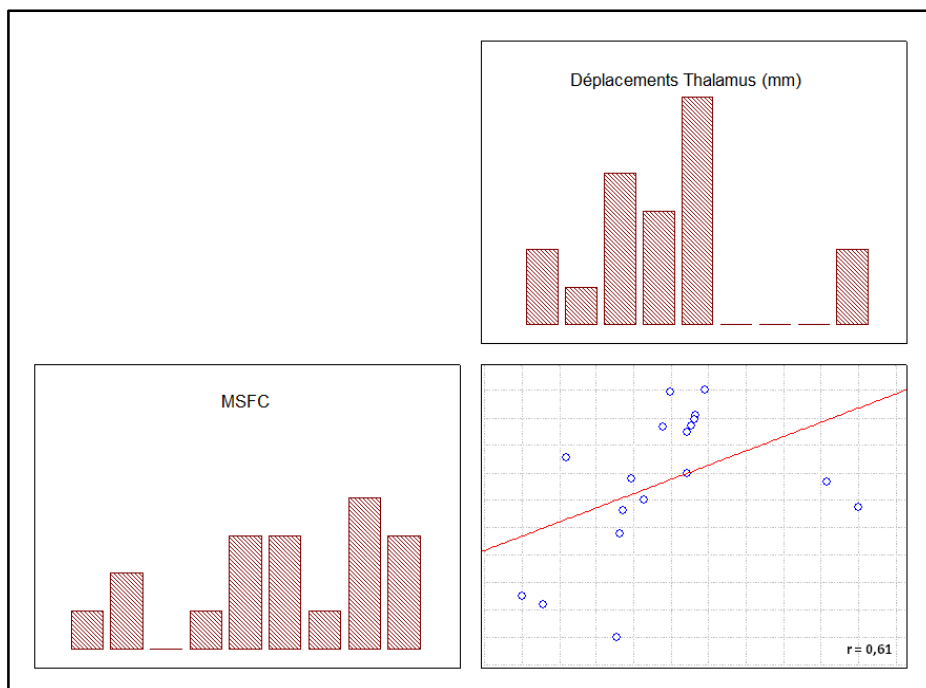 Déplacements Thalamus (mm)
MSFC
r = 0,61